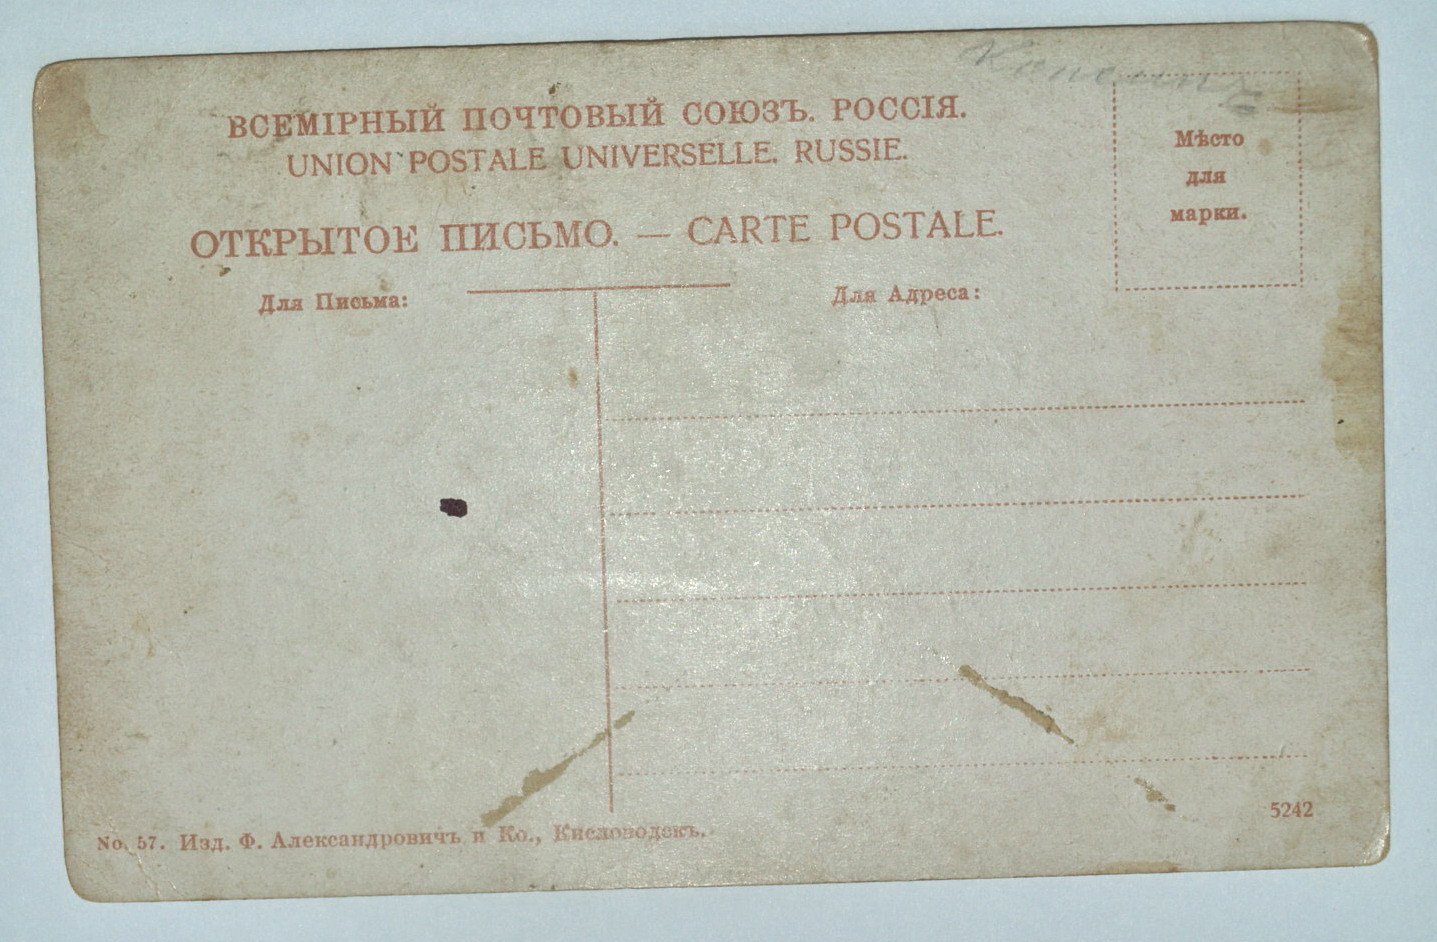 ВСЕМІРНЫЙ ПОЧТОВЫЙ СОЮЗЪ. РОССІЯ.
UNION POSTALE UNIVERSELLE. RUSSIE.
Мѣсто
для
марки.
ОТКРЫТОЕ ПИСЬМО. — CARTE POSTALE.
Для Письма:
Для Адреса:
5242
No. 57. Изд. Ф. Александровичъ и Ко., Кисловодскъ.